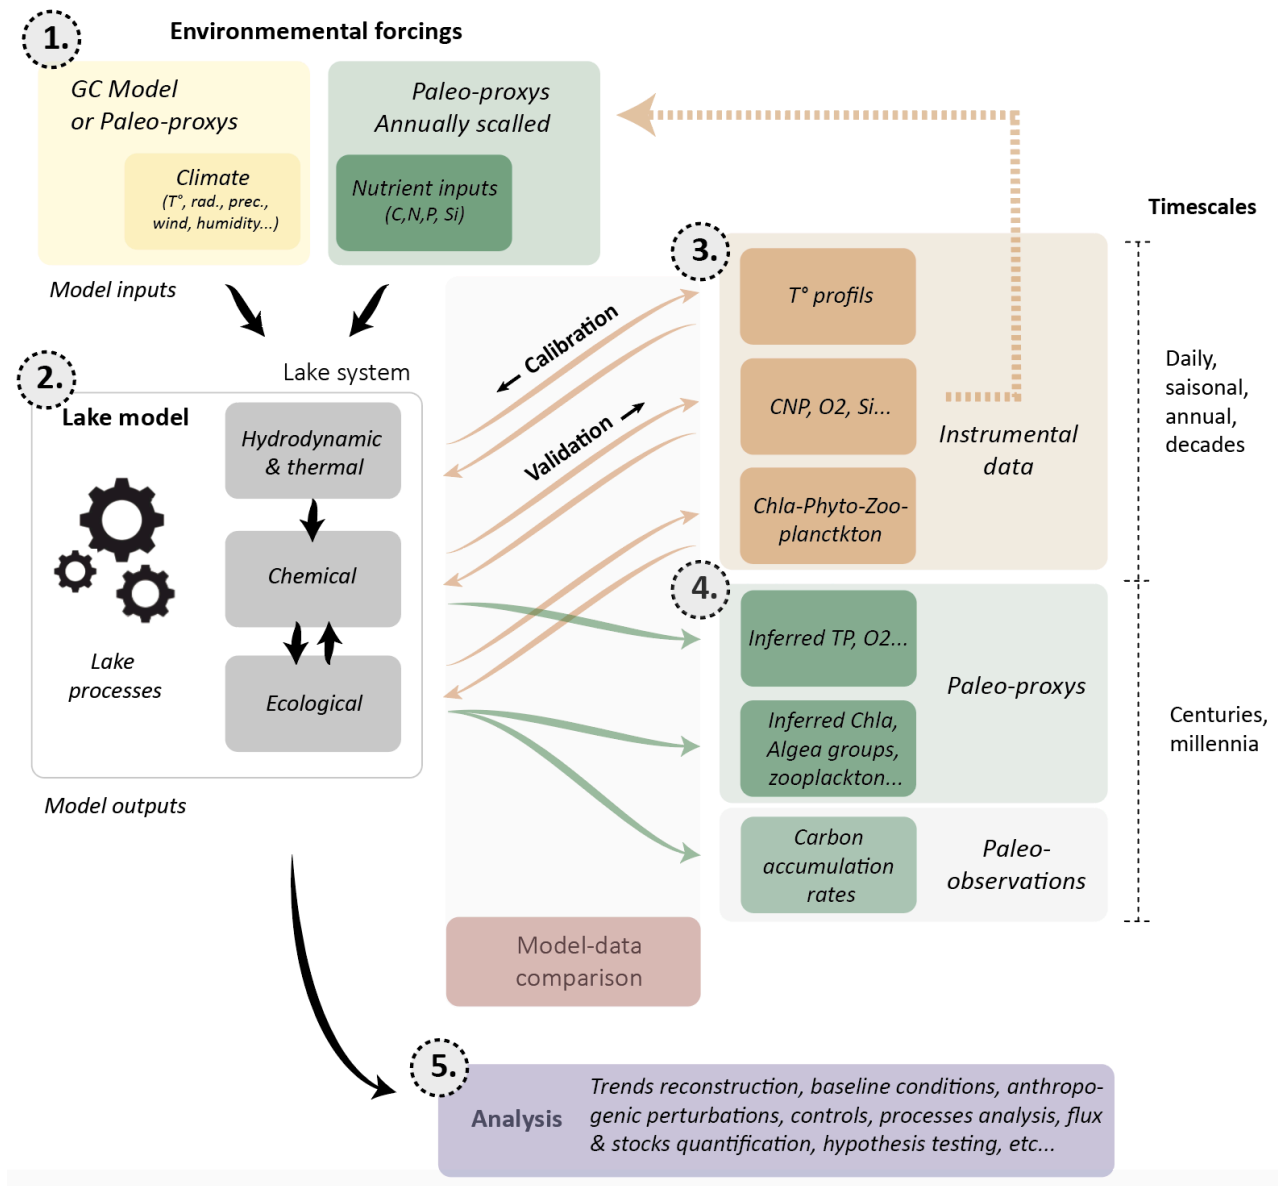 1.
Environmemental forcings
GC Model
or Paleo-proxys
Climate
(T°, rad., prec.,
wind, humidity...)
Paleo-proxys
Annually scalled
Nutrient inputs
(C,N,P, Si)
Model inputs
Timescales
2.
Lake system
Lake model
Hydrodynamic
& thermal
Chemical
Ecological
Lake
processes
Model outputs
Calibration
Validation
3.
T° profils
CNP, O2, Si...
Chla-Phyto-Zoo-
planctkton
Instrumental
data
Daily,
saisonal,
annual,
decades
4.
Inferred TP, O2...
Inferred Chla,
Algea groups,
zooplackton...
Paleo-proxys
Carbon
accumulation
rates
Paleo-
observations
Centuries,
millennia
Model-data
comparison
5.
Analysis
Trends reconstruction, baseline conditions, anthropo-
genic perturbations, controls, processes analysis, flux
& stocks quantification, hypothesis testing, etc...